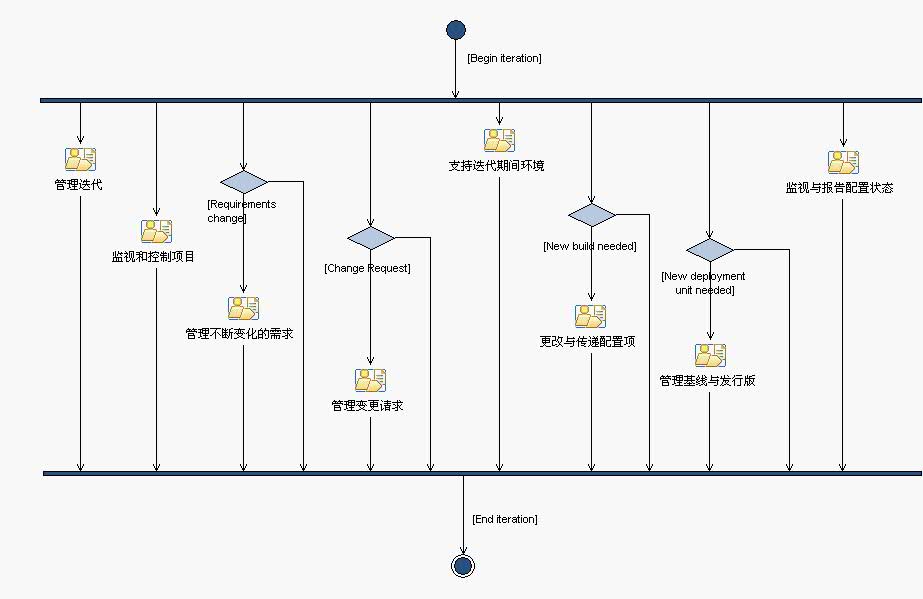 [Begin iteration]
支持迭代期间环境
管理迭代
监视与报告配置状态
[Requirements
change]
[New build needed]
监视和控制项目
[Change Request]
[New deployment
unit needed]
管理不断变化的需求
更改与传递配置项
管理基线与发行版
管理变更请求
[End iteration]